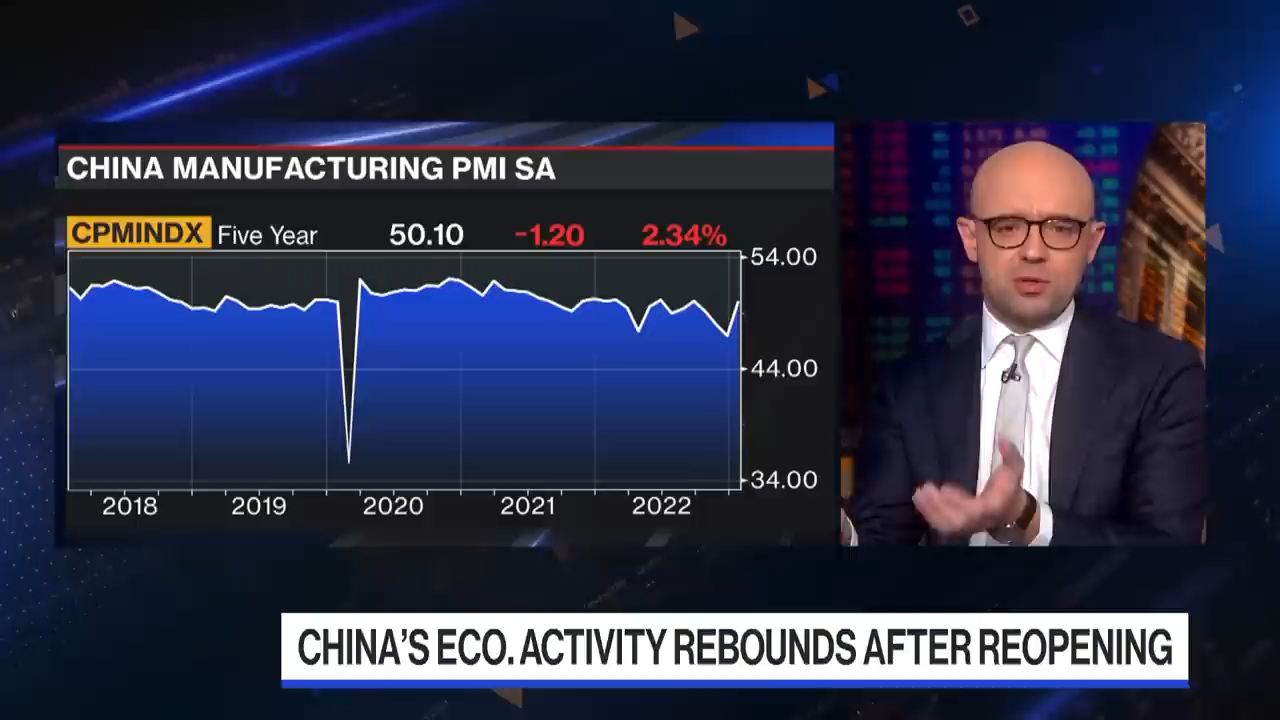 CHINA MANUFACTURING PMI SA
CPMINDX Five Year 50.10 -1.20 2.34%
54.00
44.00
34.00
2018 2019 2020 2021 2022
CHINA'S ECO. ACTIVITY REBOUNDS AFTER REOPENING